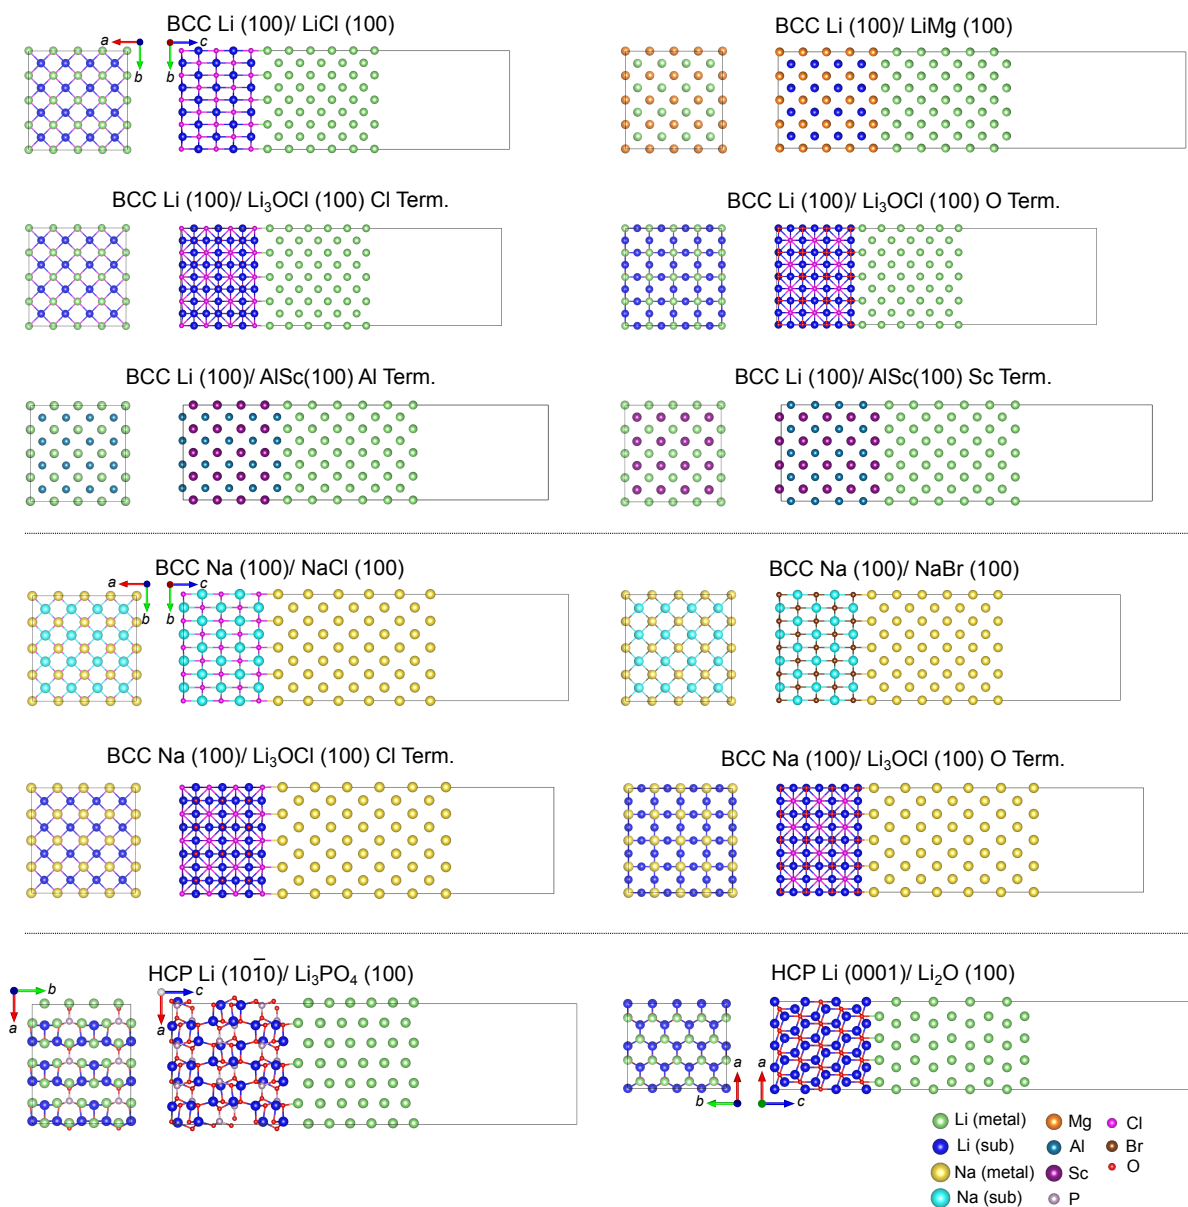 BCC Li (100)/ LiCl (100)
BCC Li (100)/ LiMg (100)
a
b
c
b
BCC Li (100)/ Li₃OCl (100) Cl Term.
BCC Li (100)/ Li₃OCl (100) O Term.
BCC Li (100)/ AlSc(100) Al Term.
BCC Li (100)/ AlSc(100) Sc Term.
BCC Na (100)/ NaCl (100)
BCC Na (100)/ NaBr (100)
a
b
c
b
BCC Na (100)/ Li₃OCl (100) Cl Term.
BCC Na (100)/ Li₃OCl (100) O Term.
HCP Li (101̅0)/ Li₃PO₄ (100)
HCP Li (0001)/ Li₂O (100)
b
a
c
a
a
b
a
c
Li (metal)
Mg
Cl
Li (sub)
Al
Br
Na (metal)
Sc
O
Na (sub)
P